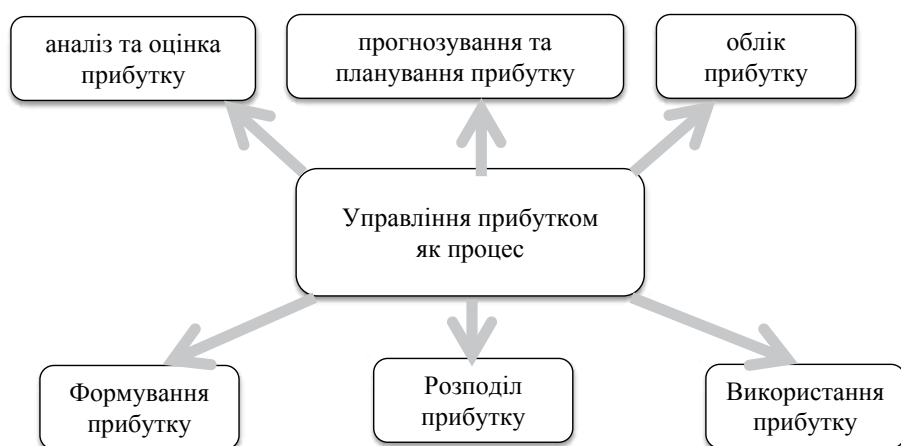 аналіз та оцінка
прибутку
прогнозування та
планування прибутку
облік
прибутку
Управління прибутком
як процес
Формування
прибутку
Розподіл
прибутку
Використання
прибутку